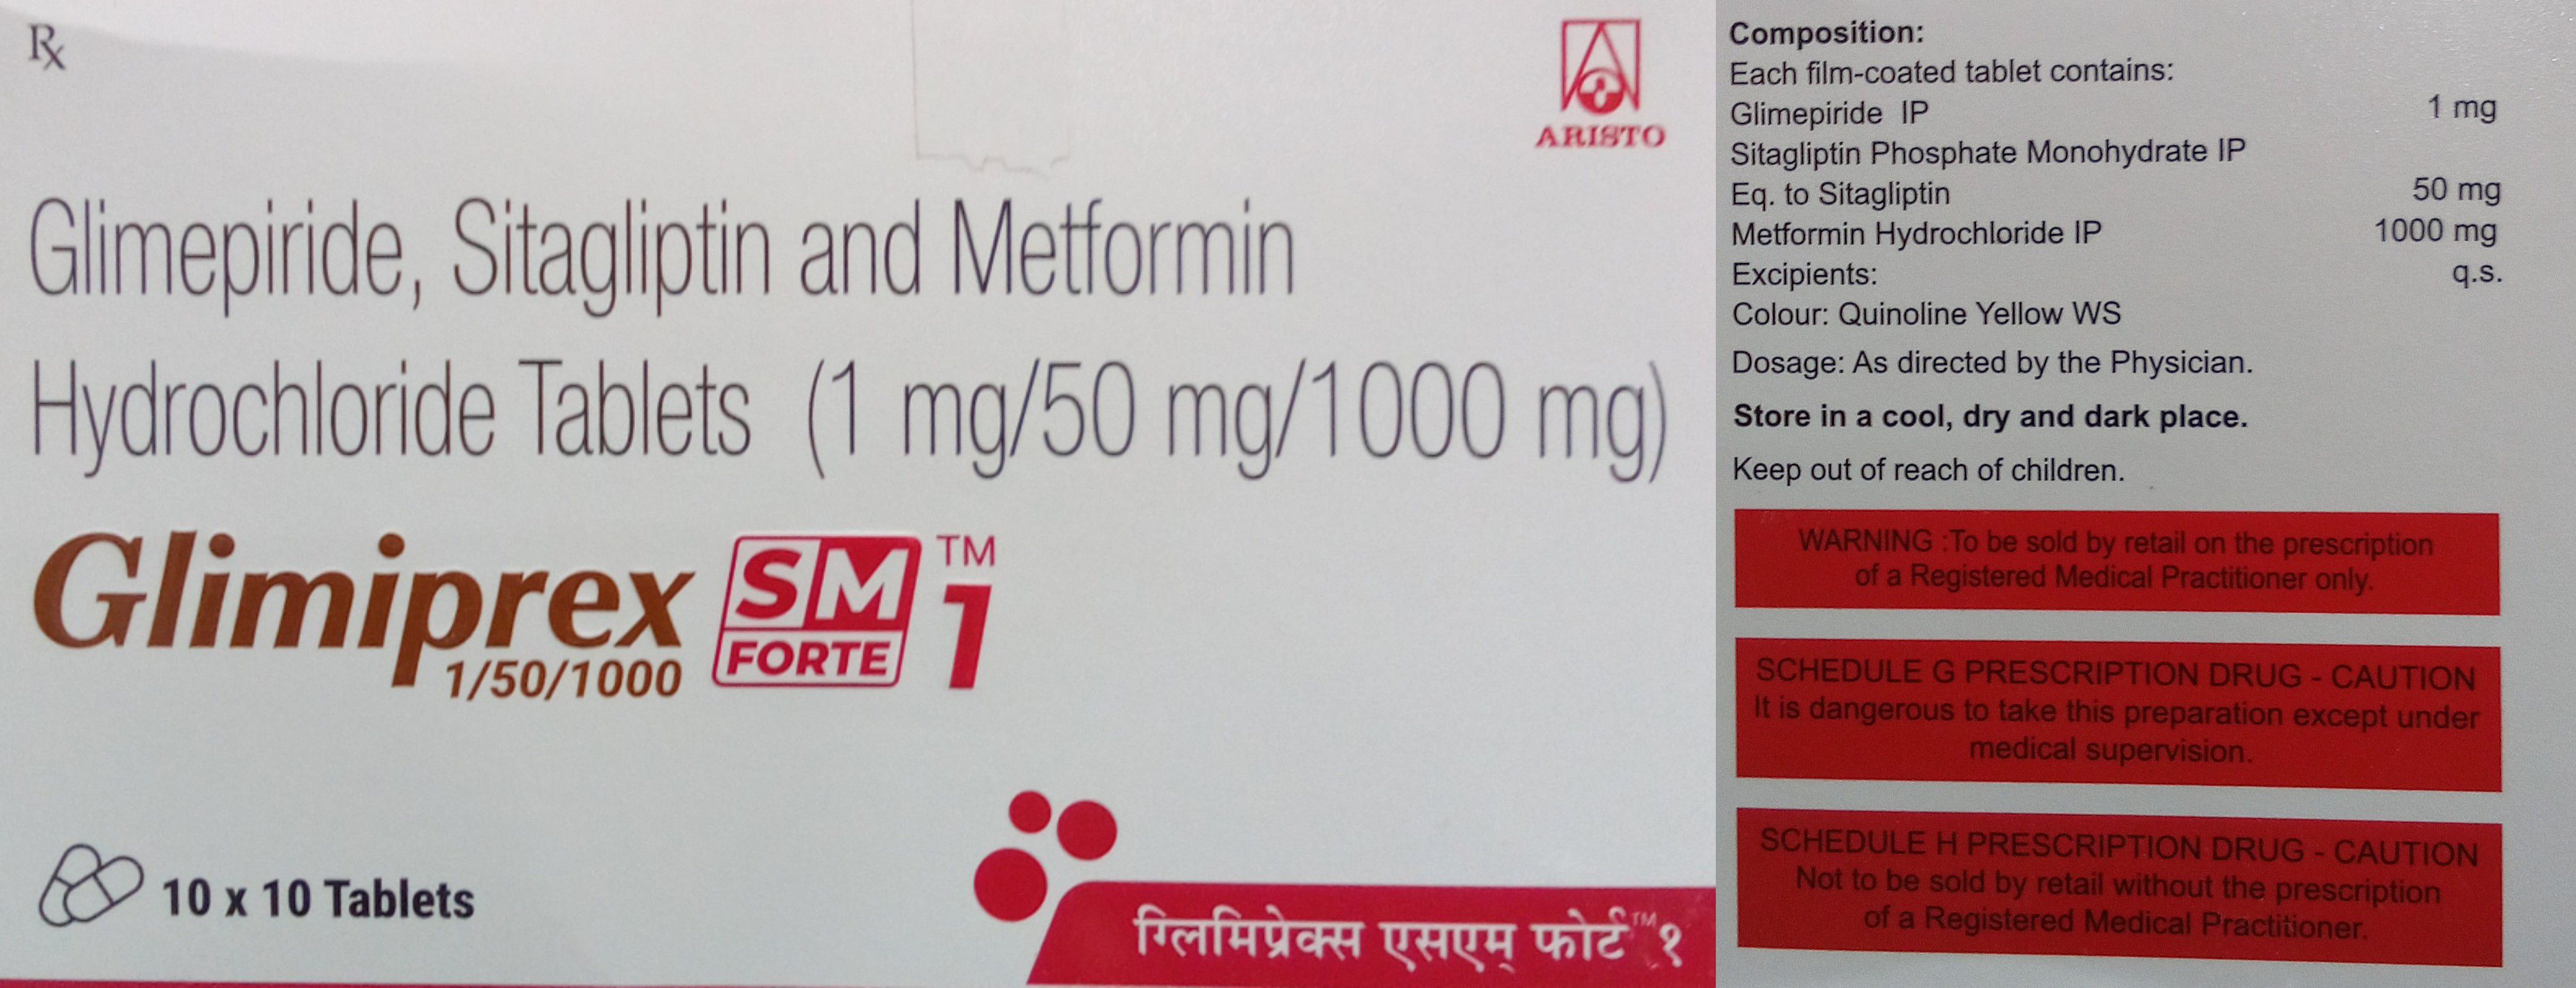 Rx
ARISTO
Glimepiride, Sitagliptin and Metformin
Hydrochloride Tablets (1 mg/50 mg/1000 mg)
Glimiprex SM FORTE ™ 1
1/50/1000
10 x 10 Tablets
ग्लिमिप्रेक्स एसएम् फोर्ट™ १
Composition:
Each film-coated tablet contains:
Glimepiride IP 1 mg
Sitagliptin Phosphate Monohydrate IP
Eq. to Sitagliptin 50 mg
Metformin Hydrochloride IP 1000 mg
Excipients: q.s.
Colour: Quinoline Yellow WS
Dosage: As directed by the Physician.
Store in a cool, dry and dark place.
Keep out of reach of children.
WARNING :To be sold by retail on the prescription
of a Registered Medical Practitioner only.
SCHEDULE G PRESCRIPTION DRUG - CAUTION
It is dangerous to take this preparation except under
medical supervision.
SCHEDULE H PRESCRIPTION DRUG - CAUTION
Not to be sold by retail without the prescription
of a Registered Medical Practitioner.